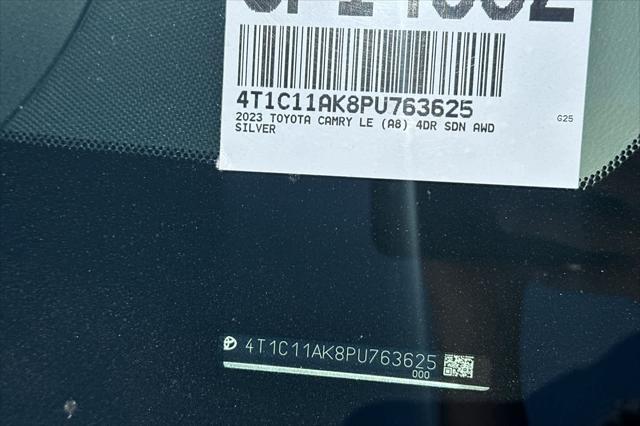 4T1C11AK8PU763625
2023 TOYOTA CAMRY LE (A8) 4DR SDN AWD
SILVER
G25
4T1C11AK8PU763625
000